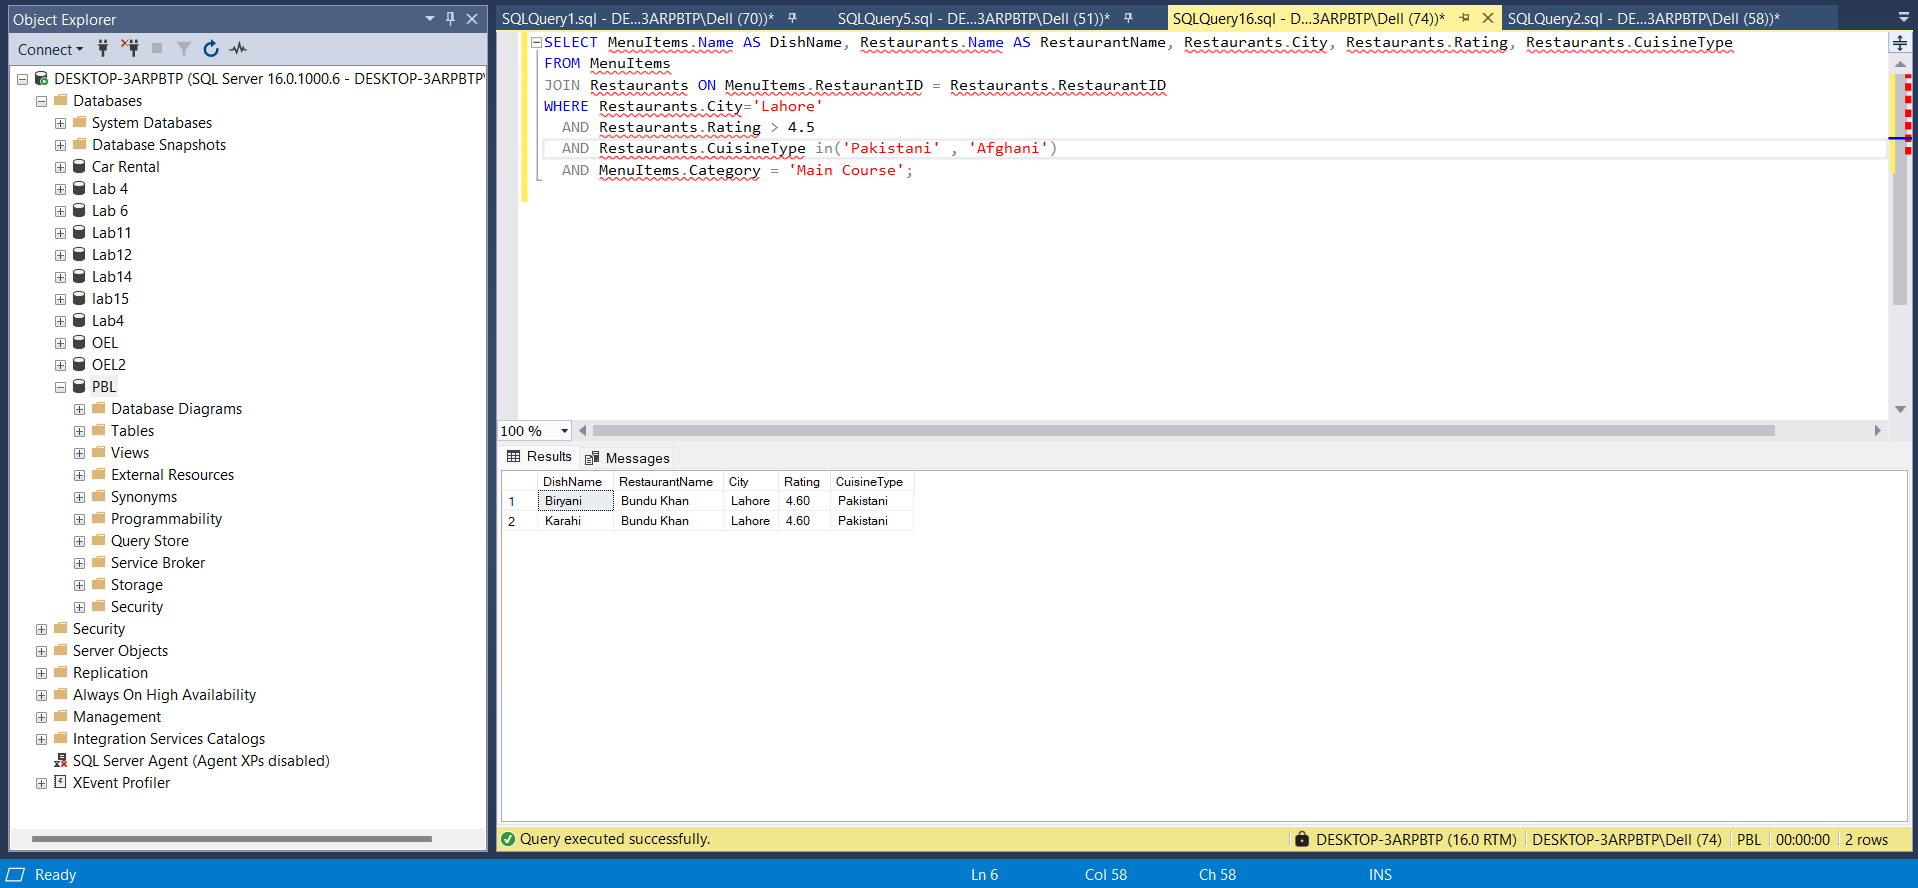 Object Explorer
Connect
DESKTOP-3ARPBTP (SQL Server 16.0.1000.6 - DESKTOP-3ARPBTP\
Databases
System Databases
Database Snapshots
Car Rental
Lab 4
Lab 6
Lab11
Lab12
Lab14
lab15
Lab4
OEL
OEL2
PBL
Database Diagrams
Tables
Views
External Resources
Synonyms
Programmability
Query Store
Service Broker
Storage
Security
Security
Server Objects
Replication
Always On High Availability
Management
Integration Services Catalogs
SQL Server Agent (Agent XPs disabled)
XEvent Profiler
SQLQuery1.sql - DE...3ARPBTP\Dell (70))* SQLQuery5.sql - DE...3ARPBTP\Dell (51))* SQLQuery16.sql - D...3ARPBTP\Dell (74))* SQLQuery2.sql - DE...3ARPBTP\Dell (58))*
SELECT MenuItems.Name AS DishName, Restaurants.Name AS RestaurantName, Restaurants.City, Restaurants.Rating, Restaurants.CuisineType
FROM MenuItems
JOIN Restaurants ON MenuItems.RestaurantID = Restaurants.RestaurantID
WHERE Restaurants.City='Lahore'
AND Restaurants.Rating > 4.5
AND Restaurants.CuisineType in('Pakistani' , 'Afghani')
AND MenuItems.Category = 'Main Course';
100 %
Results Messages
DishName RestaurantName City Rating CuisineType
1 Biryani Bundu Khan Lahore 4.60 Pakistani
2 Karahi Bundu Khan Lahore 4.60 Pakistani
Query executed successfully. DESKTOP-3ARPBTP (16.0 RTM) DESKTOP-3ARPBTP\Dell (74) PBL 00:00:00 2 rows
Ready Ln 6 Col 58 Ch 58 INS